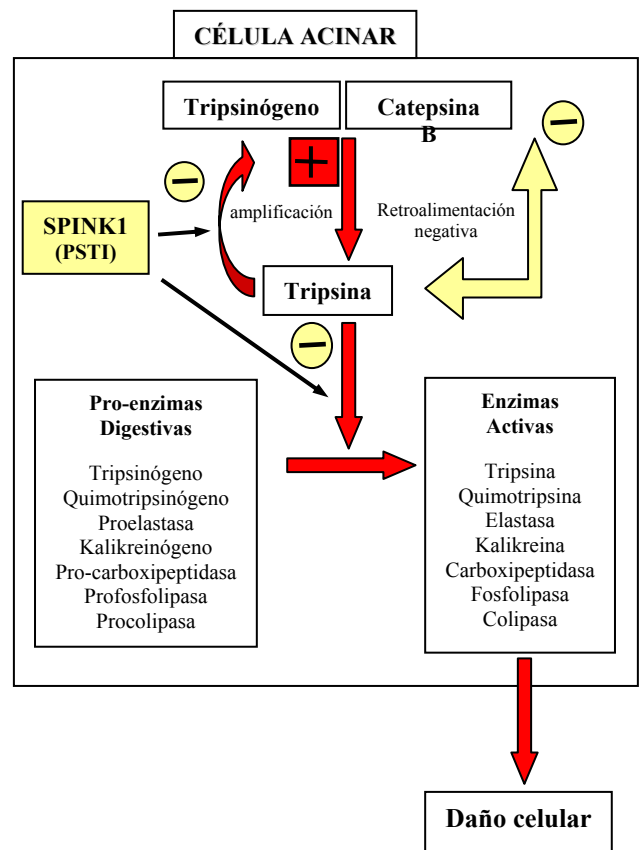 CÉLULA ACINAR
Tripsinógeno
Catepsina
B
−
−
+
amplificación
Retroalimentación
negativa
SPINK1
(PSTI)
Tripsina
−
Pro-enzimas
Digestivas
Tripsinógeno
Quimotripsinógeno
Proelastasa
Kalikreinógeno
Pro-carboxipeptidasa
Profosfolipasa
Procolipasa
Enzimas
Activas
Tripsina
Quimotripsina
Elastasa
Kalikreina
Carboxipeptidasa
Fosfolipasa
Colipasa
Daño celular